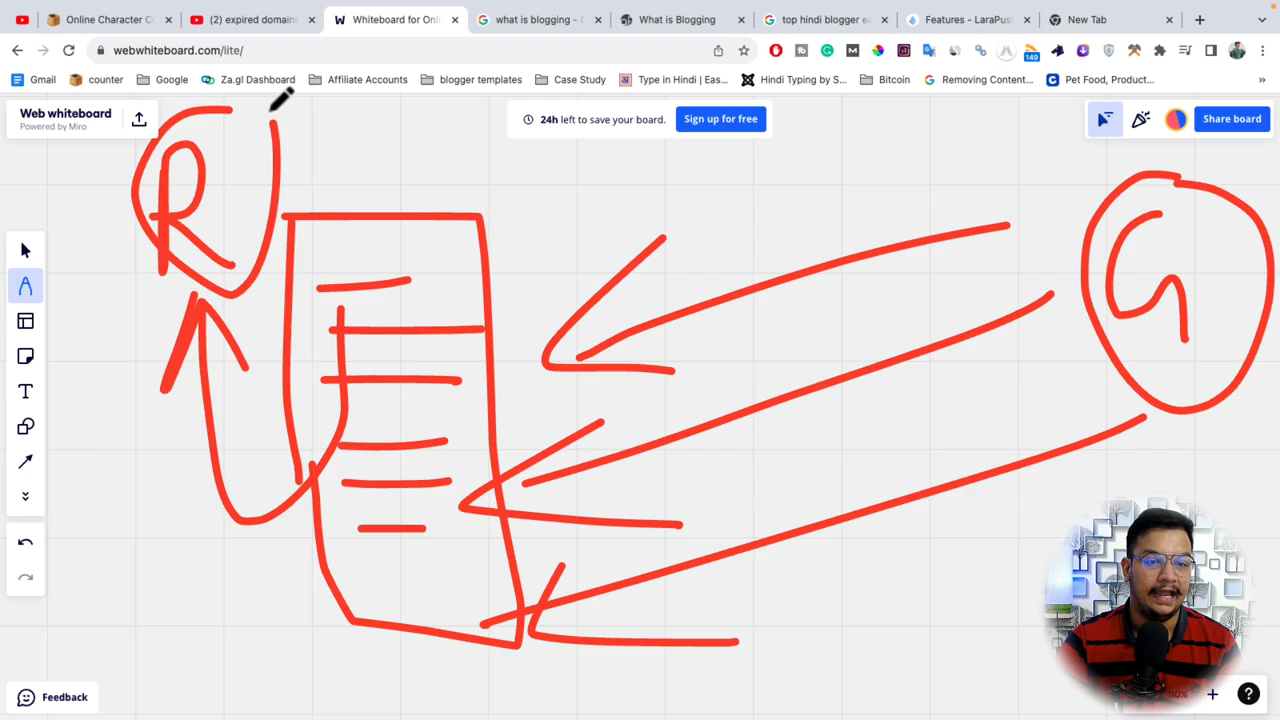 Online Character C
(2) expired domain
Whiteboard for Onli
what is blogging - G
What is Blogging
top hindi blogger ea
Features - LaraPus
New Tab
webwhiteboard.com/lite/
149
Gmail
counter
Google
Za.gl Dashboard
Affiliate Accounts
blogger templates
Case Study
Type in Hindi | Eas...
Hindi Typing by S...
Bitcoin
Removing Content...
Pet Food, Product...
Web whiteboard
Powered by Miro
24h left to save your board.
Sign up for free
Share board
R
G
T
Feedback